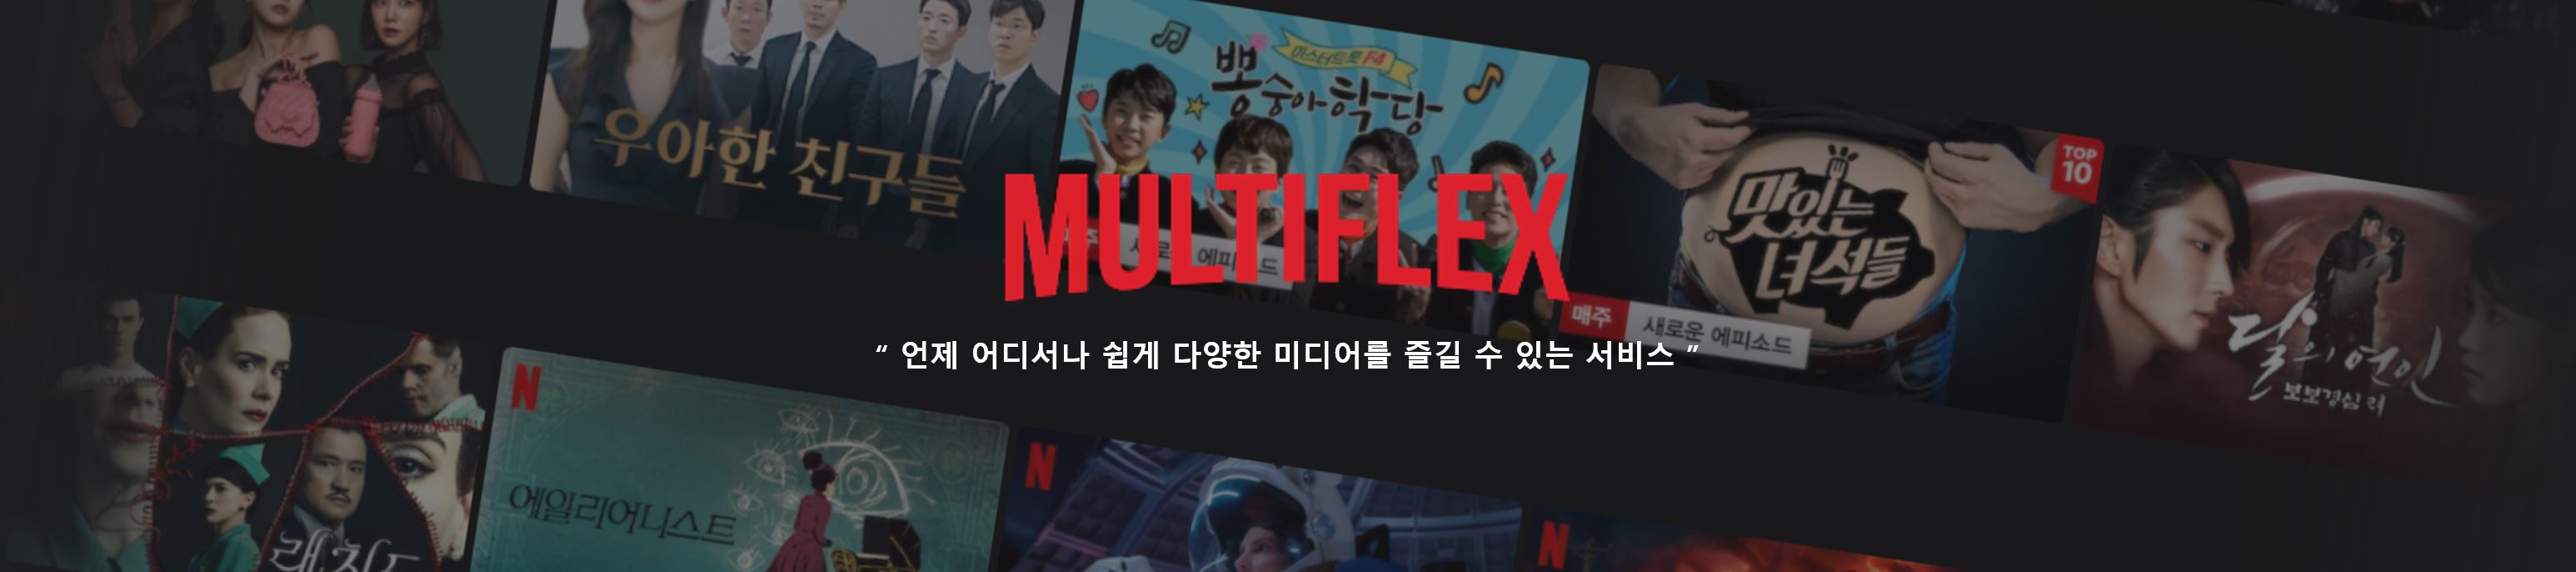 우아한 친구들
미스터트롯 F4
뽕숭아학당
TOP
10
맛있는
녀석들
MULTIFLEX
새로운 에피소드
매주 새로운 에피소드
달의 연인
보보경심 려
“ 언제 어디서나 쉽게 다양한 미디어를 즐길 수 있는 서비스 ”
N
에일리어니스트
N
N
래치드